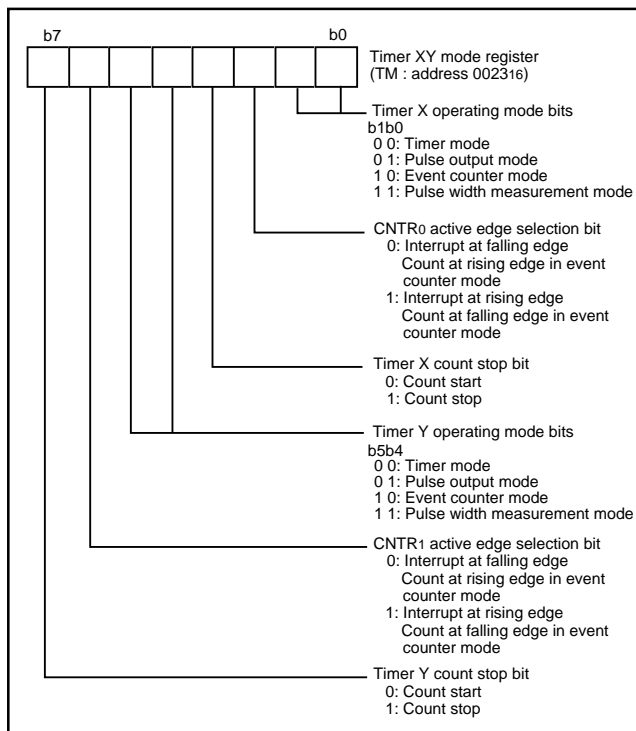 b7 b0
Timer XY mode register
(TM : address 002316)
Timer X operating mode bits
b1b0
0 0: Timer mode
0 1: Pulse output mode
1 0: Event counter mode
1 1: Pulse width measurement mode
CNTR0 active edge selection bit
0: Interrupt at falling edge
Count at rising edge in event
counter mode
1: Interrupt at rising edge
Count at falling edge in event
counter mode
Timer X count stop bit
0: Count start
1: Count stop
Timer Y operating mode bits
b5b4
0 0: Timer mode
0 1: Pulse output mode
1 0: Event counter mode
1 1: Pulse width measurement mode
CNTR1 active edge selection bit
0: Interrupt at falling edge
Count at rising edge in event
counter mode
1: Interrupt at rising edge
Count at falling edge in event
counter mode
Timer Y count stop bit
0: Count start
1: Count stop